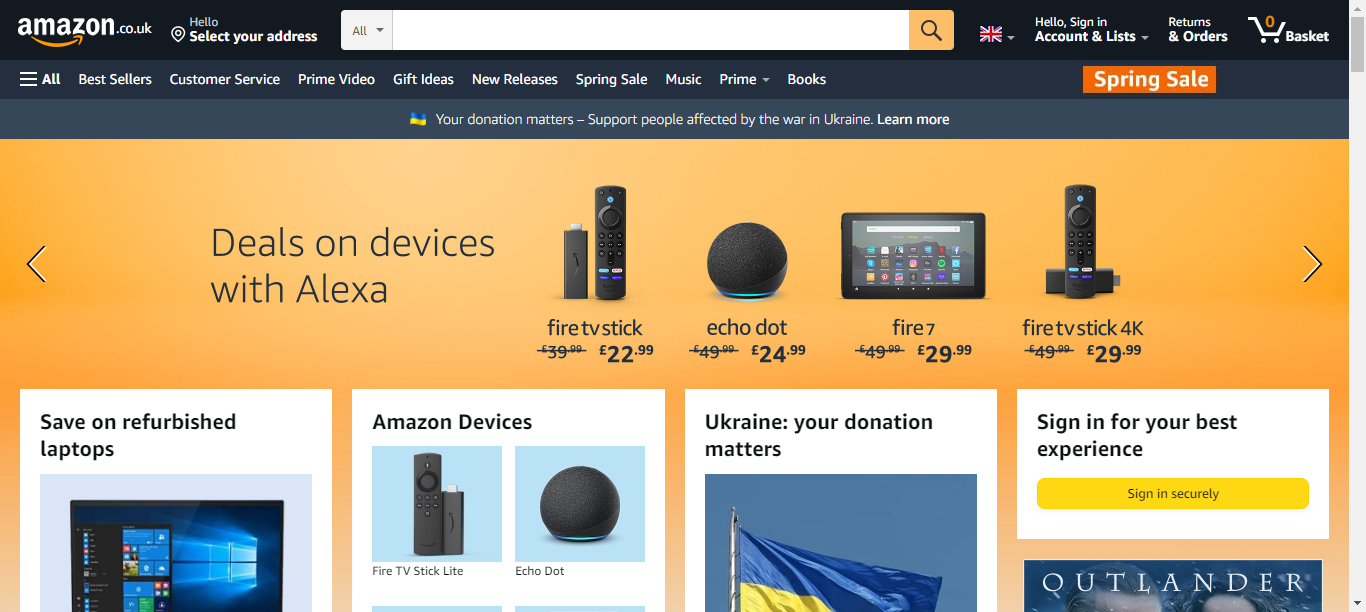 amazon.co.uk
Hello
Select your address
All
Hello, Sign in
Account & Lists
Returns
& Orders
0
Basket
All
Best Sellers
Customer Service
Prime Video
Gift Ideas
New Releases
Spring Sale
Music
Prime
Books
Spring Sale
Your donation matters – Support people affected by the war in Ukraine. Learn more
Deals on devices
with Alexa
fire tv stick
£39.99 £22.99
echo dot
£49.99 £24.99
fire 7
£49.99 £29.99
fire tv stick 4K
£49.99 £29.99
Save on refurbished
laptops
Amazon Devices
Fire TV Stick Lite
Echo Dot
Ukraine: your donation
matters
Sign in for your best
experience
Sign in securely
OUTLANDER